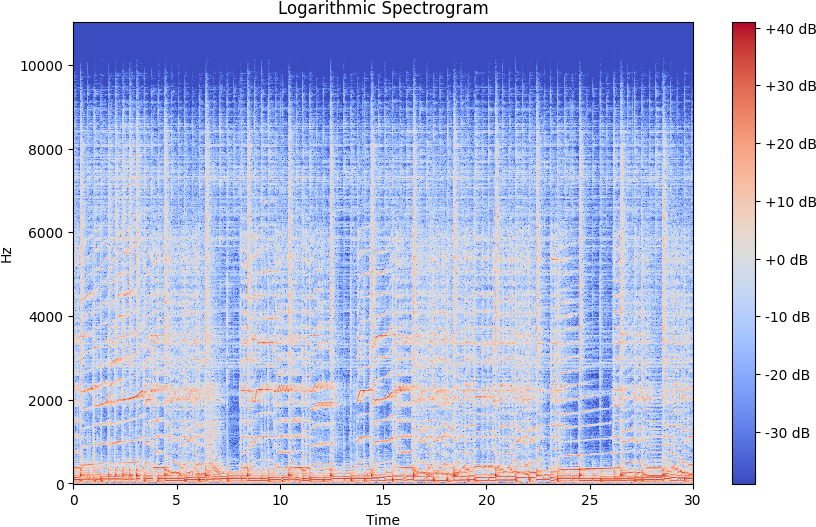 Logarithmic Spectrogram
Hz
10000
8000
6000
4000
2000
0
0 5 10 15 20 25 30
Time
+40 dB
+30 dB
+20 dB
+10 dB
+0 dB
-10 dB
-20 dB
-30 dB